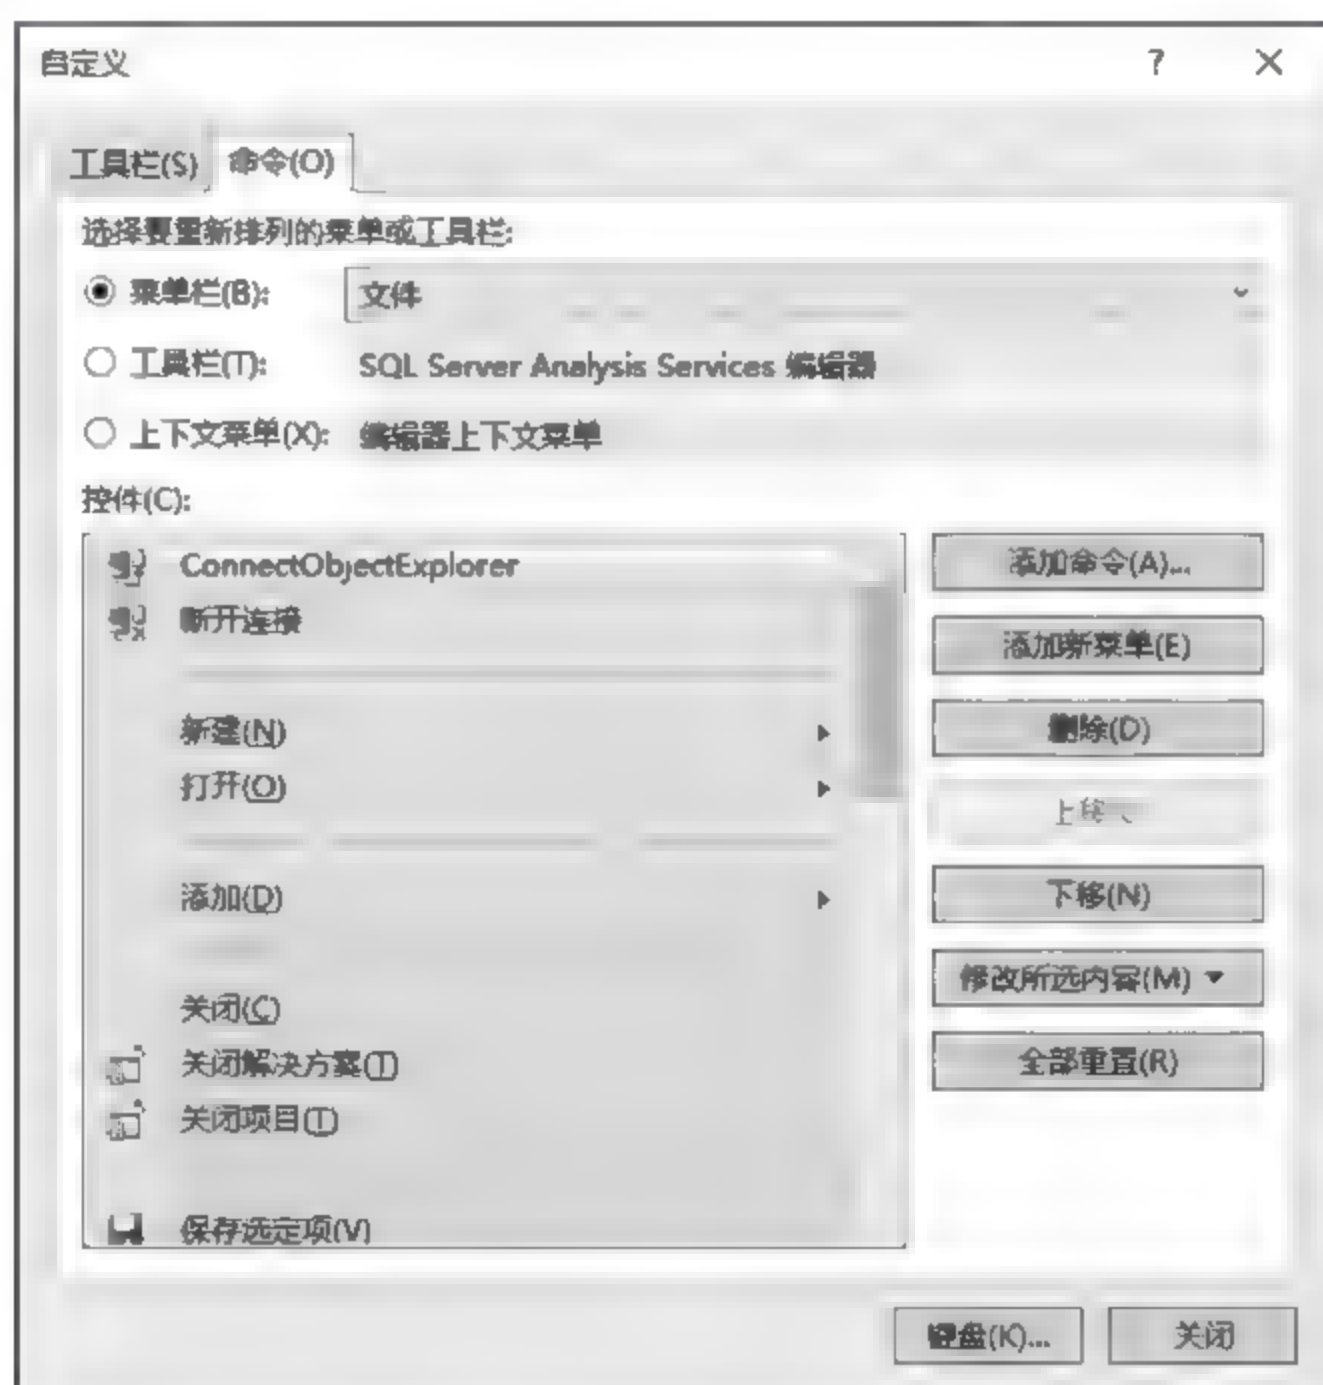 自定义
?
工具栏(S) 命令(O)
选择要重新排列的菜单或工具栏:
菜单栏(B): 文件
工具栏(T): SQL Server Analysis Services 编辑器
上下文菜单(X): 编辑器上下文菜单
控件(C):
ConnectObjectExplorer 添加命令(A)...
断开连接
添加新菜单(E)
新建(N) 删除(D)
打开(O)
上移
添加(D) 下移(N)
修改所选内容(M)
关闭(C)
关闭解决方案(T) 全部重置(R)
关闭项目(T)
保存选定项(V)
键盘(K)... 关闭